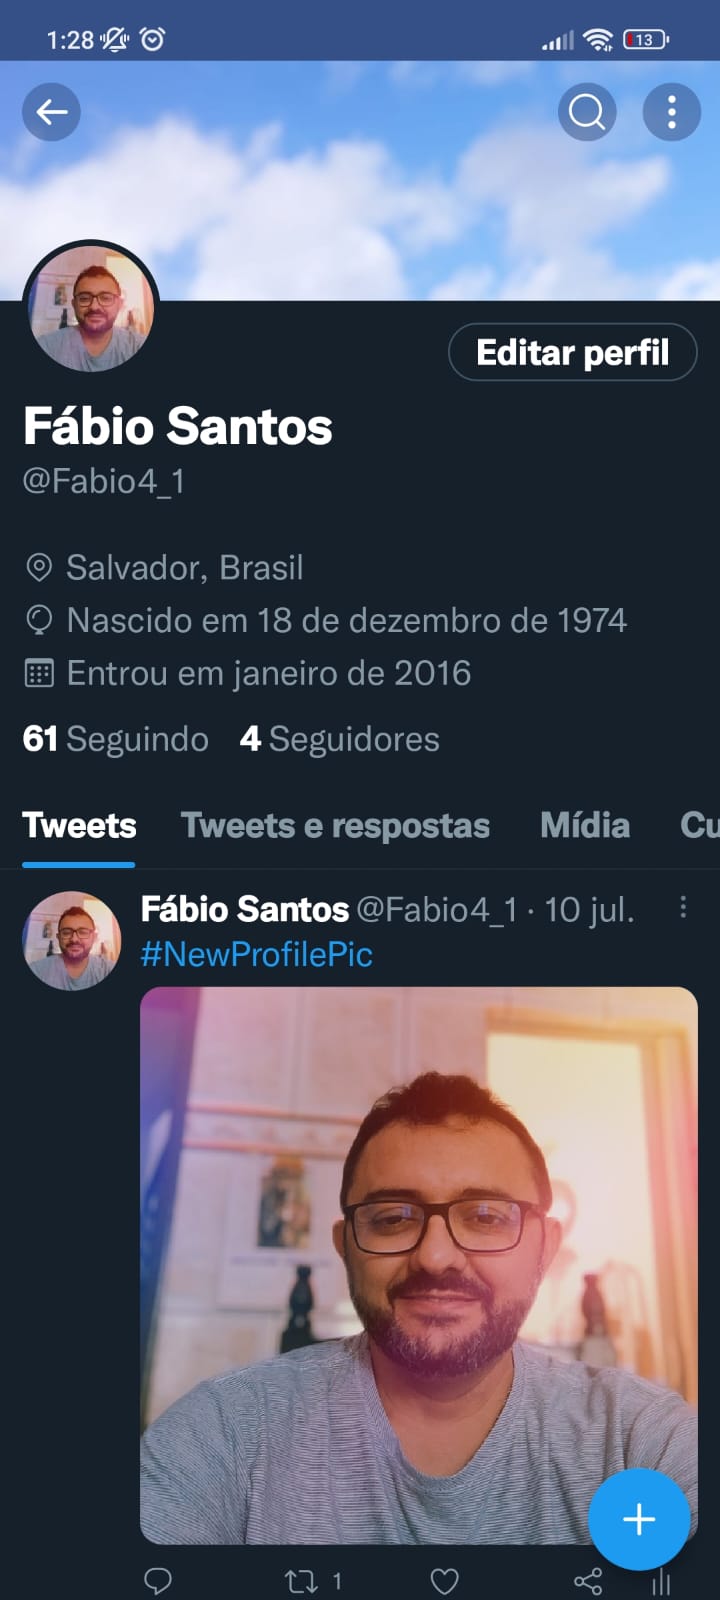 1:28
13
Editar perfil
Fábio Santos
@Fabio4_1
Salvador, Brasil
Nascido em 18 de dezembro de 1974
Entrou em janeiro de 2016
61 Seguindo 4 Seguidores
Tweets Tweets e respostas Mídia Cu
Fábio Santos @Fabio4_1 · 10 jul.
#NewProfilePic
1